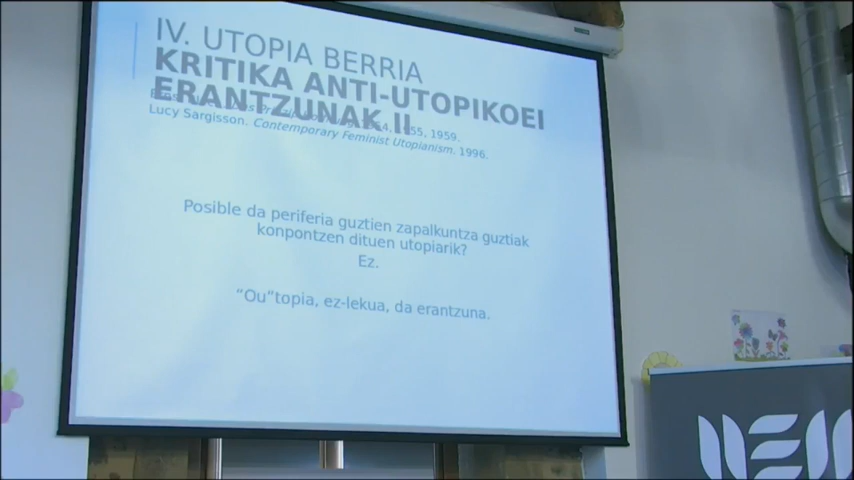 IV. UTOPIA BERRIA
KRITIKA ANTI-UTOPIKOEI
ERANTZUNAK II
1955, 1959.
Lucy Sargisson. Contemporary Feminist Utopianism, 1996.
Posible da periferia guztien zapalkuntza guztiak
konpontzen dituen utopiarik?
Ez.
“Ou“topia, ez-lekua, da erantzuna.